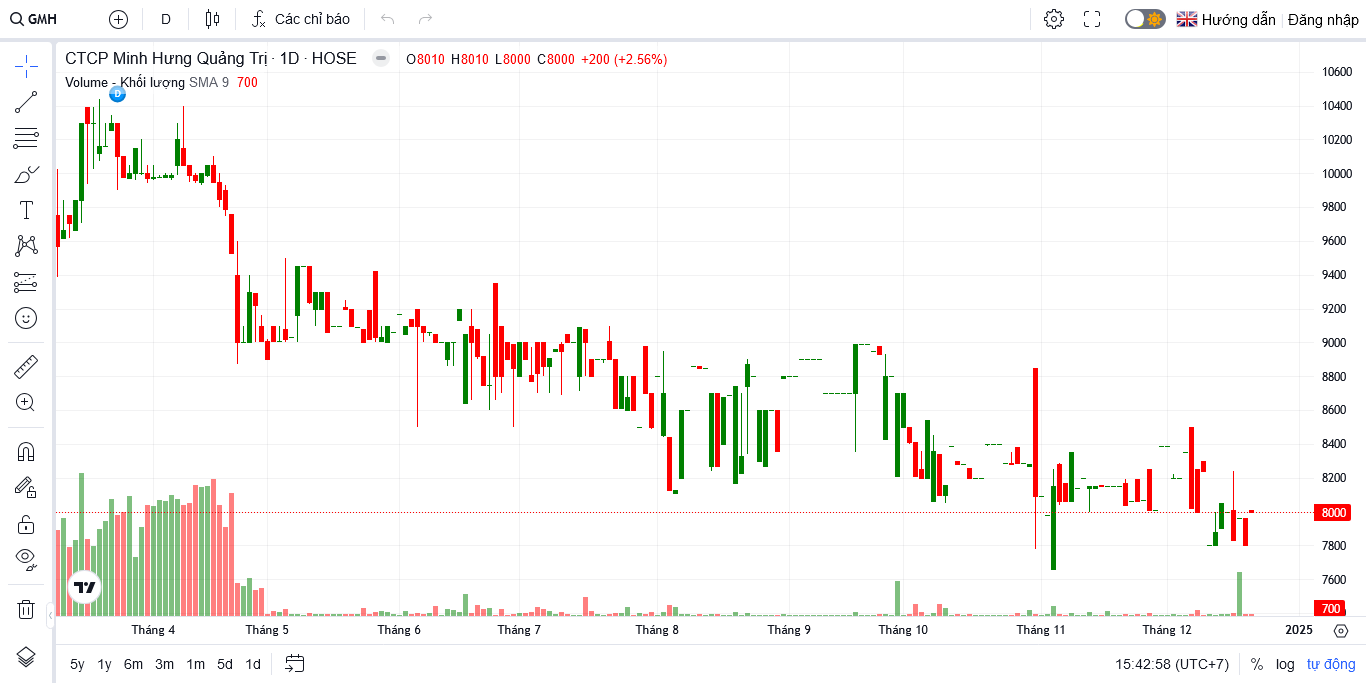 GMH D Các chỉ báo Hướng dẫn Đăng nhập
CTCP Minh Hưng Quảng Trị · 1D · HOSE O8010 H8010 L8000 C8000 +200 (+2.56%)
Volume - Khối lượng SMA 9 700
D
10600
10400
10200
10000
9800
9600
9400
9200
9000
8800
8600
8400
8200
8000
7800
7600
700
Tháng 4 Tháng 5 Tháng 6 Tháng 7 Tháng 8 Tháng 9 Tháng 10 Tháng 11 Tháng 12 2025
5y 1y 6m 3m 1m 5d 1d 15:42:58 (UTC+7) % log tự động